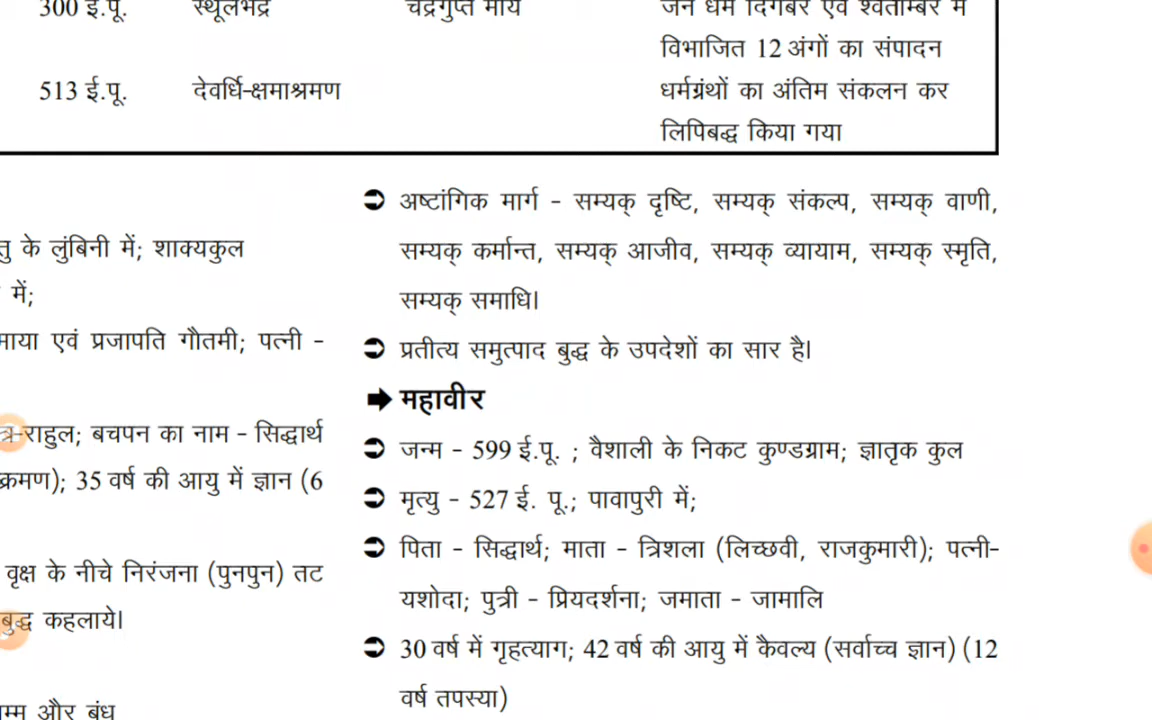 300 ई.पू. स्थूलभद्र चंद्रगुप्त मौर्य जैन धर्म दिगंबर एवं श्वेताम्बर में
विभाजित 12 अंगों का संपादन
513 ई.पू. देवर्धि-क्षमाश्रमण धर्मग्रंथों का अंतिम संकलन कर
लिपिबद्ध किया गया
के लुंबिनी में; शाक्यकुल
में;
माया एवं प्रजापति गौतमी; पत्नी -
राहुल; बचपन का नाम - सिद्धार्थ
35 वर्ष की आयु में ज्ञान (6
वृक्ष के नीचे निरंजना (पुनपुन) तट
बुद्ध कहलाये।
और बंध
➲ अष्टांगिक मार्ग - सम्यक् दृष्टि, सम्यक् संकल्प, सम्यक् वाणी,
सम्यक् कर्मान्त, सम्यक् आजीव, सम्यक् व्यायाम, सम्यक् स्मृति,
सम्यक् समाधि।
➲ प्रतीत्य समुत्पाद बुद्ध के उपदेशों का सार है।
➡ महावीर
➲ जन्म - 599 ई.पू. ; वैशाली के निकट कुण्डग्राम; ज्ञातृक कुल
➲ मृत्यु - 527 ई. पू.; पावापुरी में;
➲ पिता - सिद्धार्थ; माता - त्रिशला (लिच्छवी, राजकुमारी); पत्नी-
यशोदा; पुत्री - प्रियदर्शना; जमाता - जामालि
➲ 30 वर्ष में गृहत्याग; 42 वर्ष की आयु में कैवल्य (सर्वाच्च ज्ञान) (12
वर्ष तपस्या)